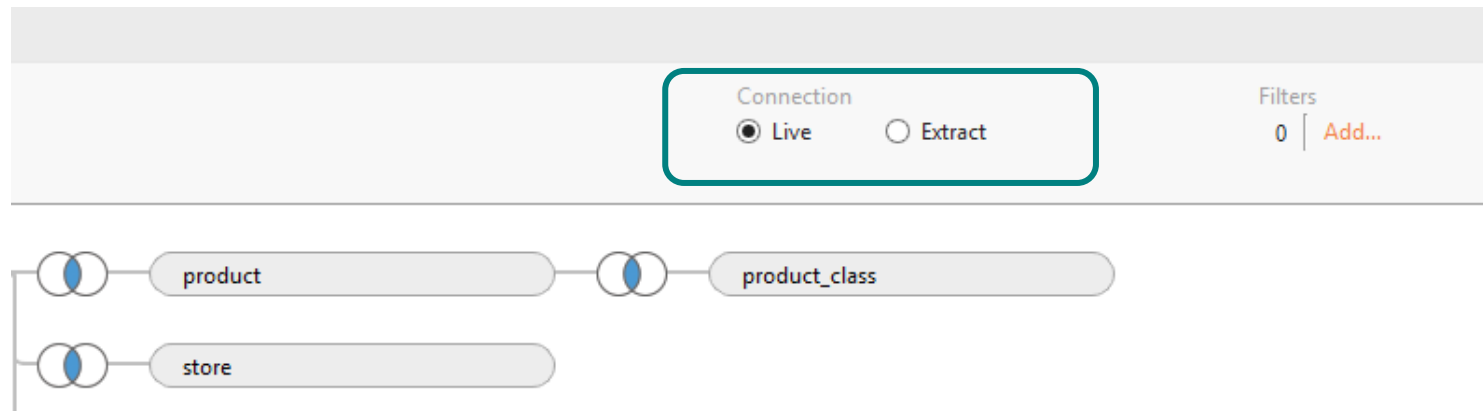 Connection
Live Extract
Filters
0 Add...
product product_class
store